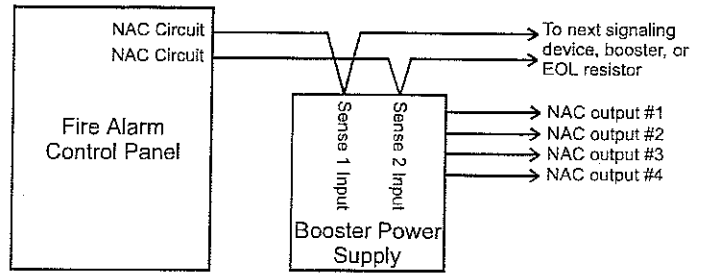 NAC Circuit
NAC Circuit
To next signaling
device, booster, or
EOL resistor
Fire Alarm
Control Panel
Sense 1 Input
Sense 2 Input
NAC output #1
NAC output #2
NAC output #3
NAC output #4
Booster Power
Supply